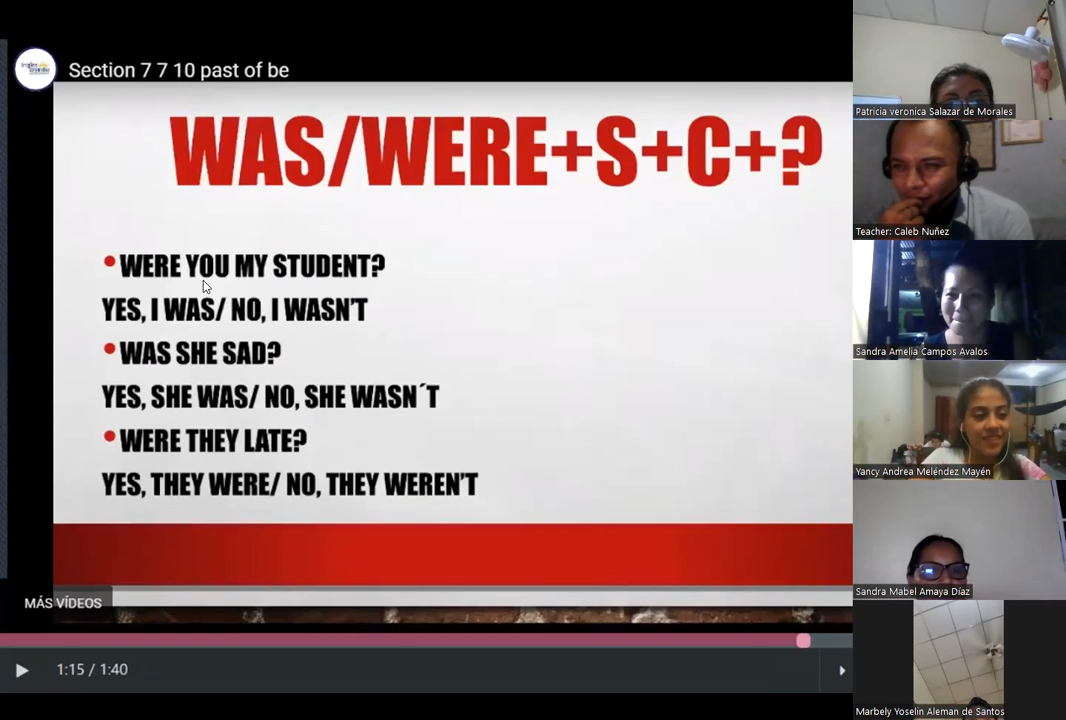 Section 7 7 10 past of be
WAS/WERE+S+C+?
• WERE YOU MY STUDENT?
YES, I WAS/ NO, I WASN'T
• WAS SHE SAD?
YES, SHE WAS/ NO, SHE WASN´T
• WERE THEY LATE?
YES, THEY WERE/ NO, THEY WEREN'T
MÁS VÍDEOS
1:15 / 1:40
Patricia veronica Salazar de Morales
Teacher: Caleb Nuñez
Sandra Amelia Campos Avalos
Yancy Andrea Meléndez Mayén
Sandra Mabel Amaya Díaz
Marbely Yoselin Aleman de Santos